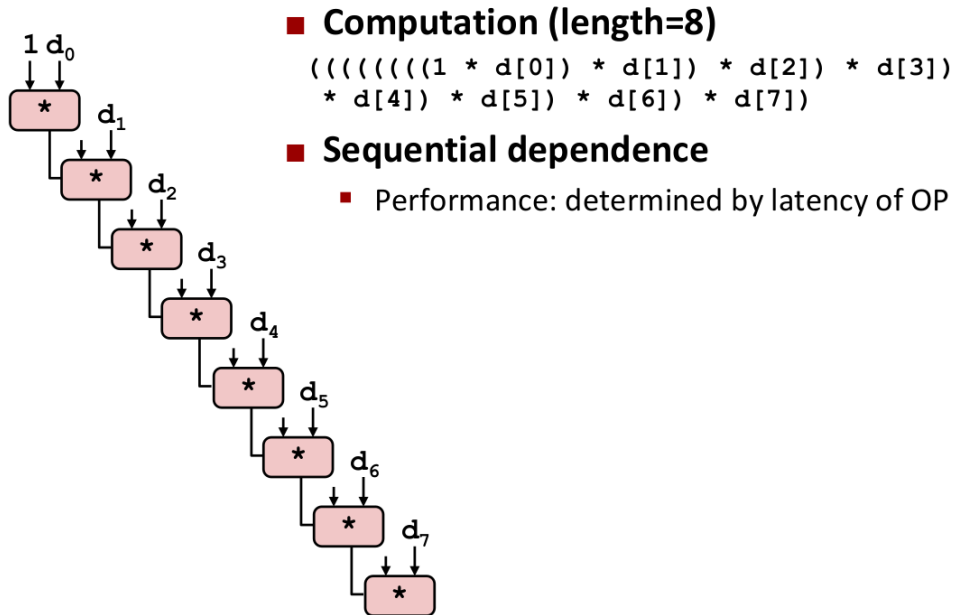 Computation (length=8)
((((((((1 * d[0]) * d[1]) * d[2]) * d[3])
* d[4]) * d[5]) * d[6]) * d[7])
Sequential dependence
Performance: determined by latency of OP
1 d0
*
d1
*
d2
*
d3
*
d4
*
d5
*
d6
*
d7
*